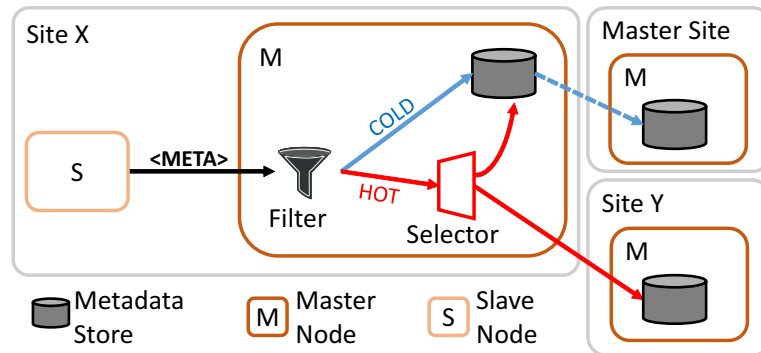 Site X
M
Master Site
M
COLD
<META>
S
HOT
Filter
Selector
Site Y
M
Metadata
Store
M
Master
Node
S
Slave
Node